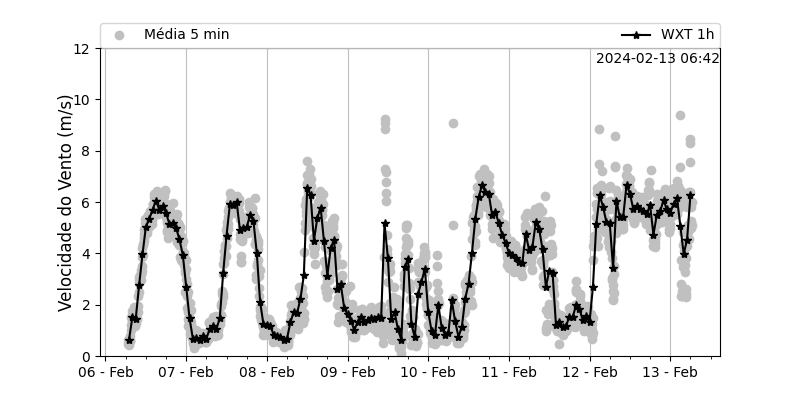 Média 5 min
WXT 1h
2024-02-13 06:42
Velocidade do Vento (m/s)
12
10
8
6
4
2
0
06 - Feb
07 - Feb
08 - Feb
09 - Feb
10 - Feb
11 - Feb
12 - Feb
13 - Feb